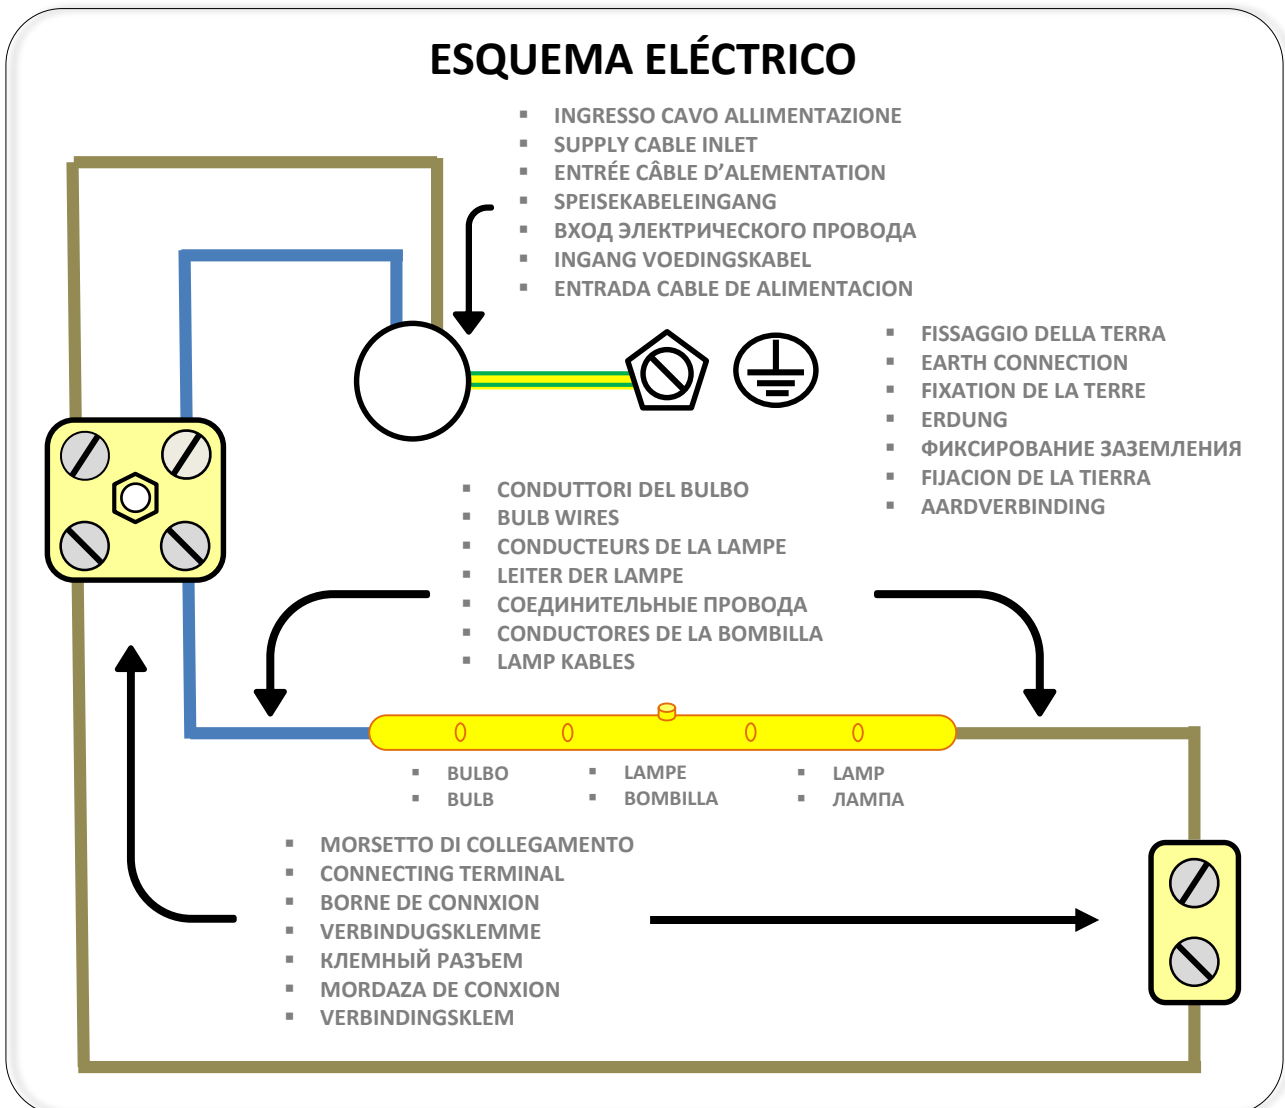 ESQUEMA ELÉCTRICO
INGRESSO CAVO ALLIMENTAZIONE
SUPPLY CABLE INLET
ENTRÉE CÂBLE D'ALEMENTATION
SPEISEKABELEINGANG
ВХОД ЭЛЕКТРИЧЕСКОГО ПРОВОДА
INGANG VOEDINGSKABEL
ENTRADA CABLE DE ALIMENTACION
FISSAGGIO DELLA TERRA
EARTH CONNECTION
FIXATION DE LA TERRE
ERDUNG
ФИКСИРОВАНИЕ ЗАЗЕМЛЕНИЯ
FIJACION DE LA TIERRA
AARDVERBINDING
CONDUTTORI DEL BULBO
BULB WIRES
CONDUCTEURS DE LA LAMPE
LEITER DER LAMPE
СОЕДИНИТЕЛЬНЫЕ ПРОВОДА
CONDUCTORES DE LA BOMBILLA
LAMP KABLES
BULBO
BULB
LAMPE
BOMBILLA
LAMP
ЛАМПА
MORSETTO DI COLLEGAMENTO
CONNECTING TERMINAL
BORNE DE CONNXION
VERBINDUGSKLEMME
КЛЕМНЫЙ РАЗЪЕМ
MORDAZA DE CONXION
VERBINDINGSKLEM